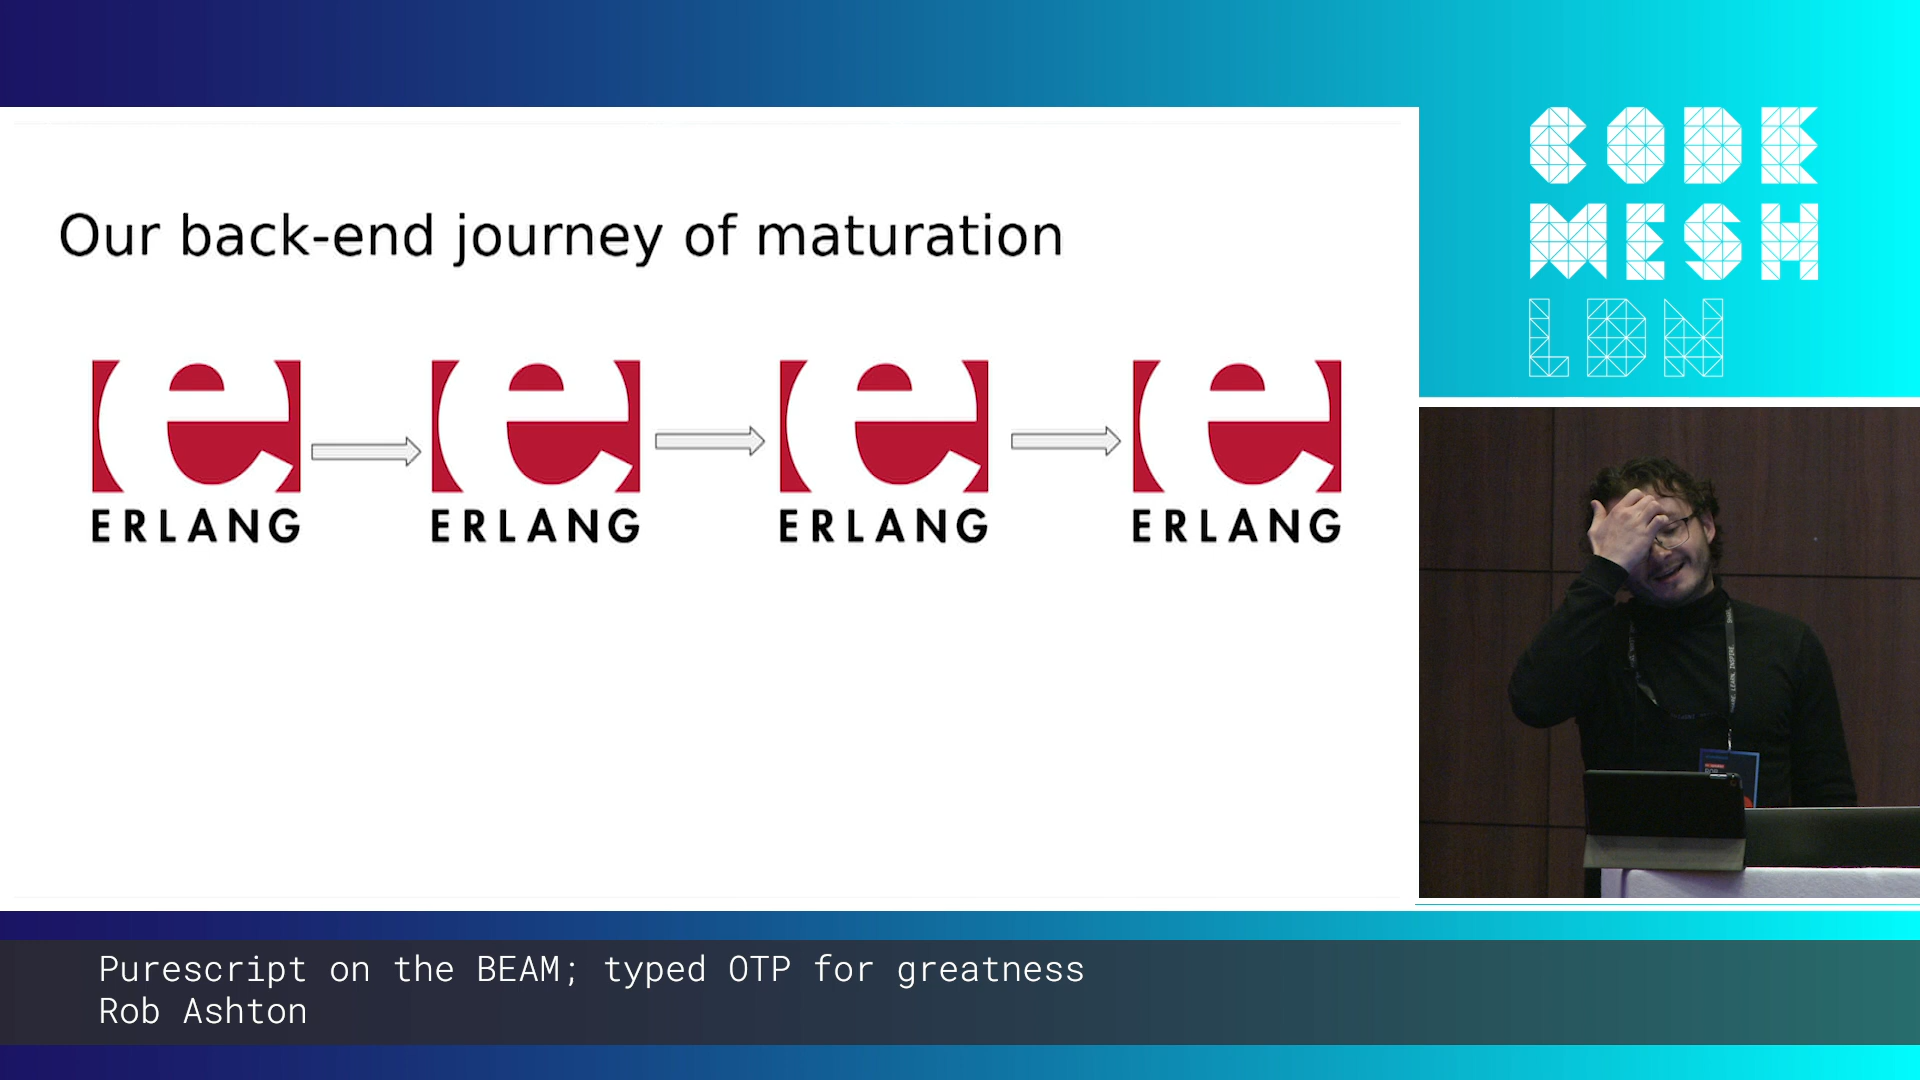 Our back-end journey of maturation
ERLANG ERLANG ERLANG ERLANG
CODE
MESH
LDN
Purescript on the BEAM; typed OTP for greatness
Rob Ashton